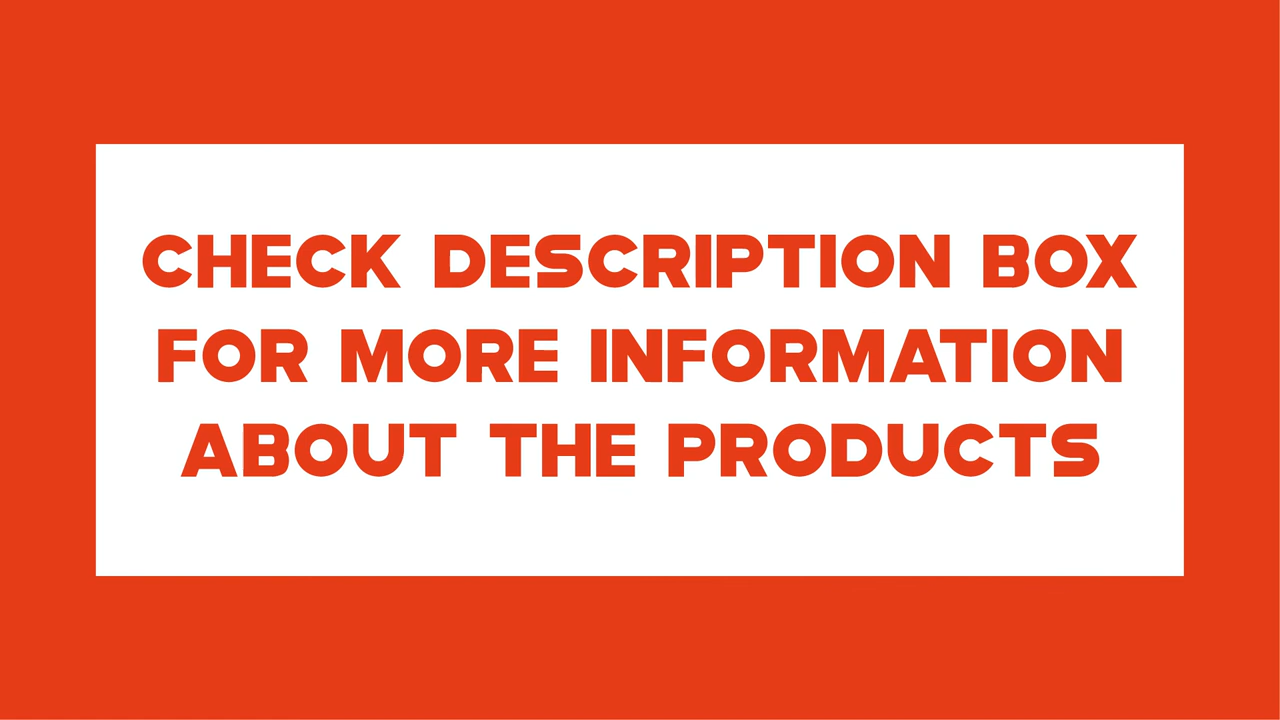 CHECK DESCRIPTION BOX
FOR MORE INFORMATION
ABOUT THE PRODUCTS